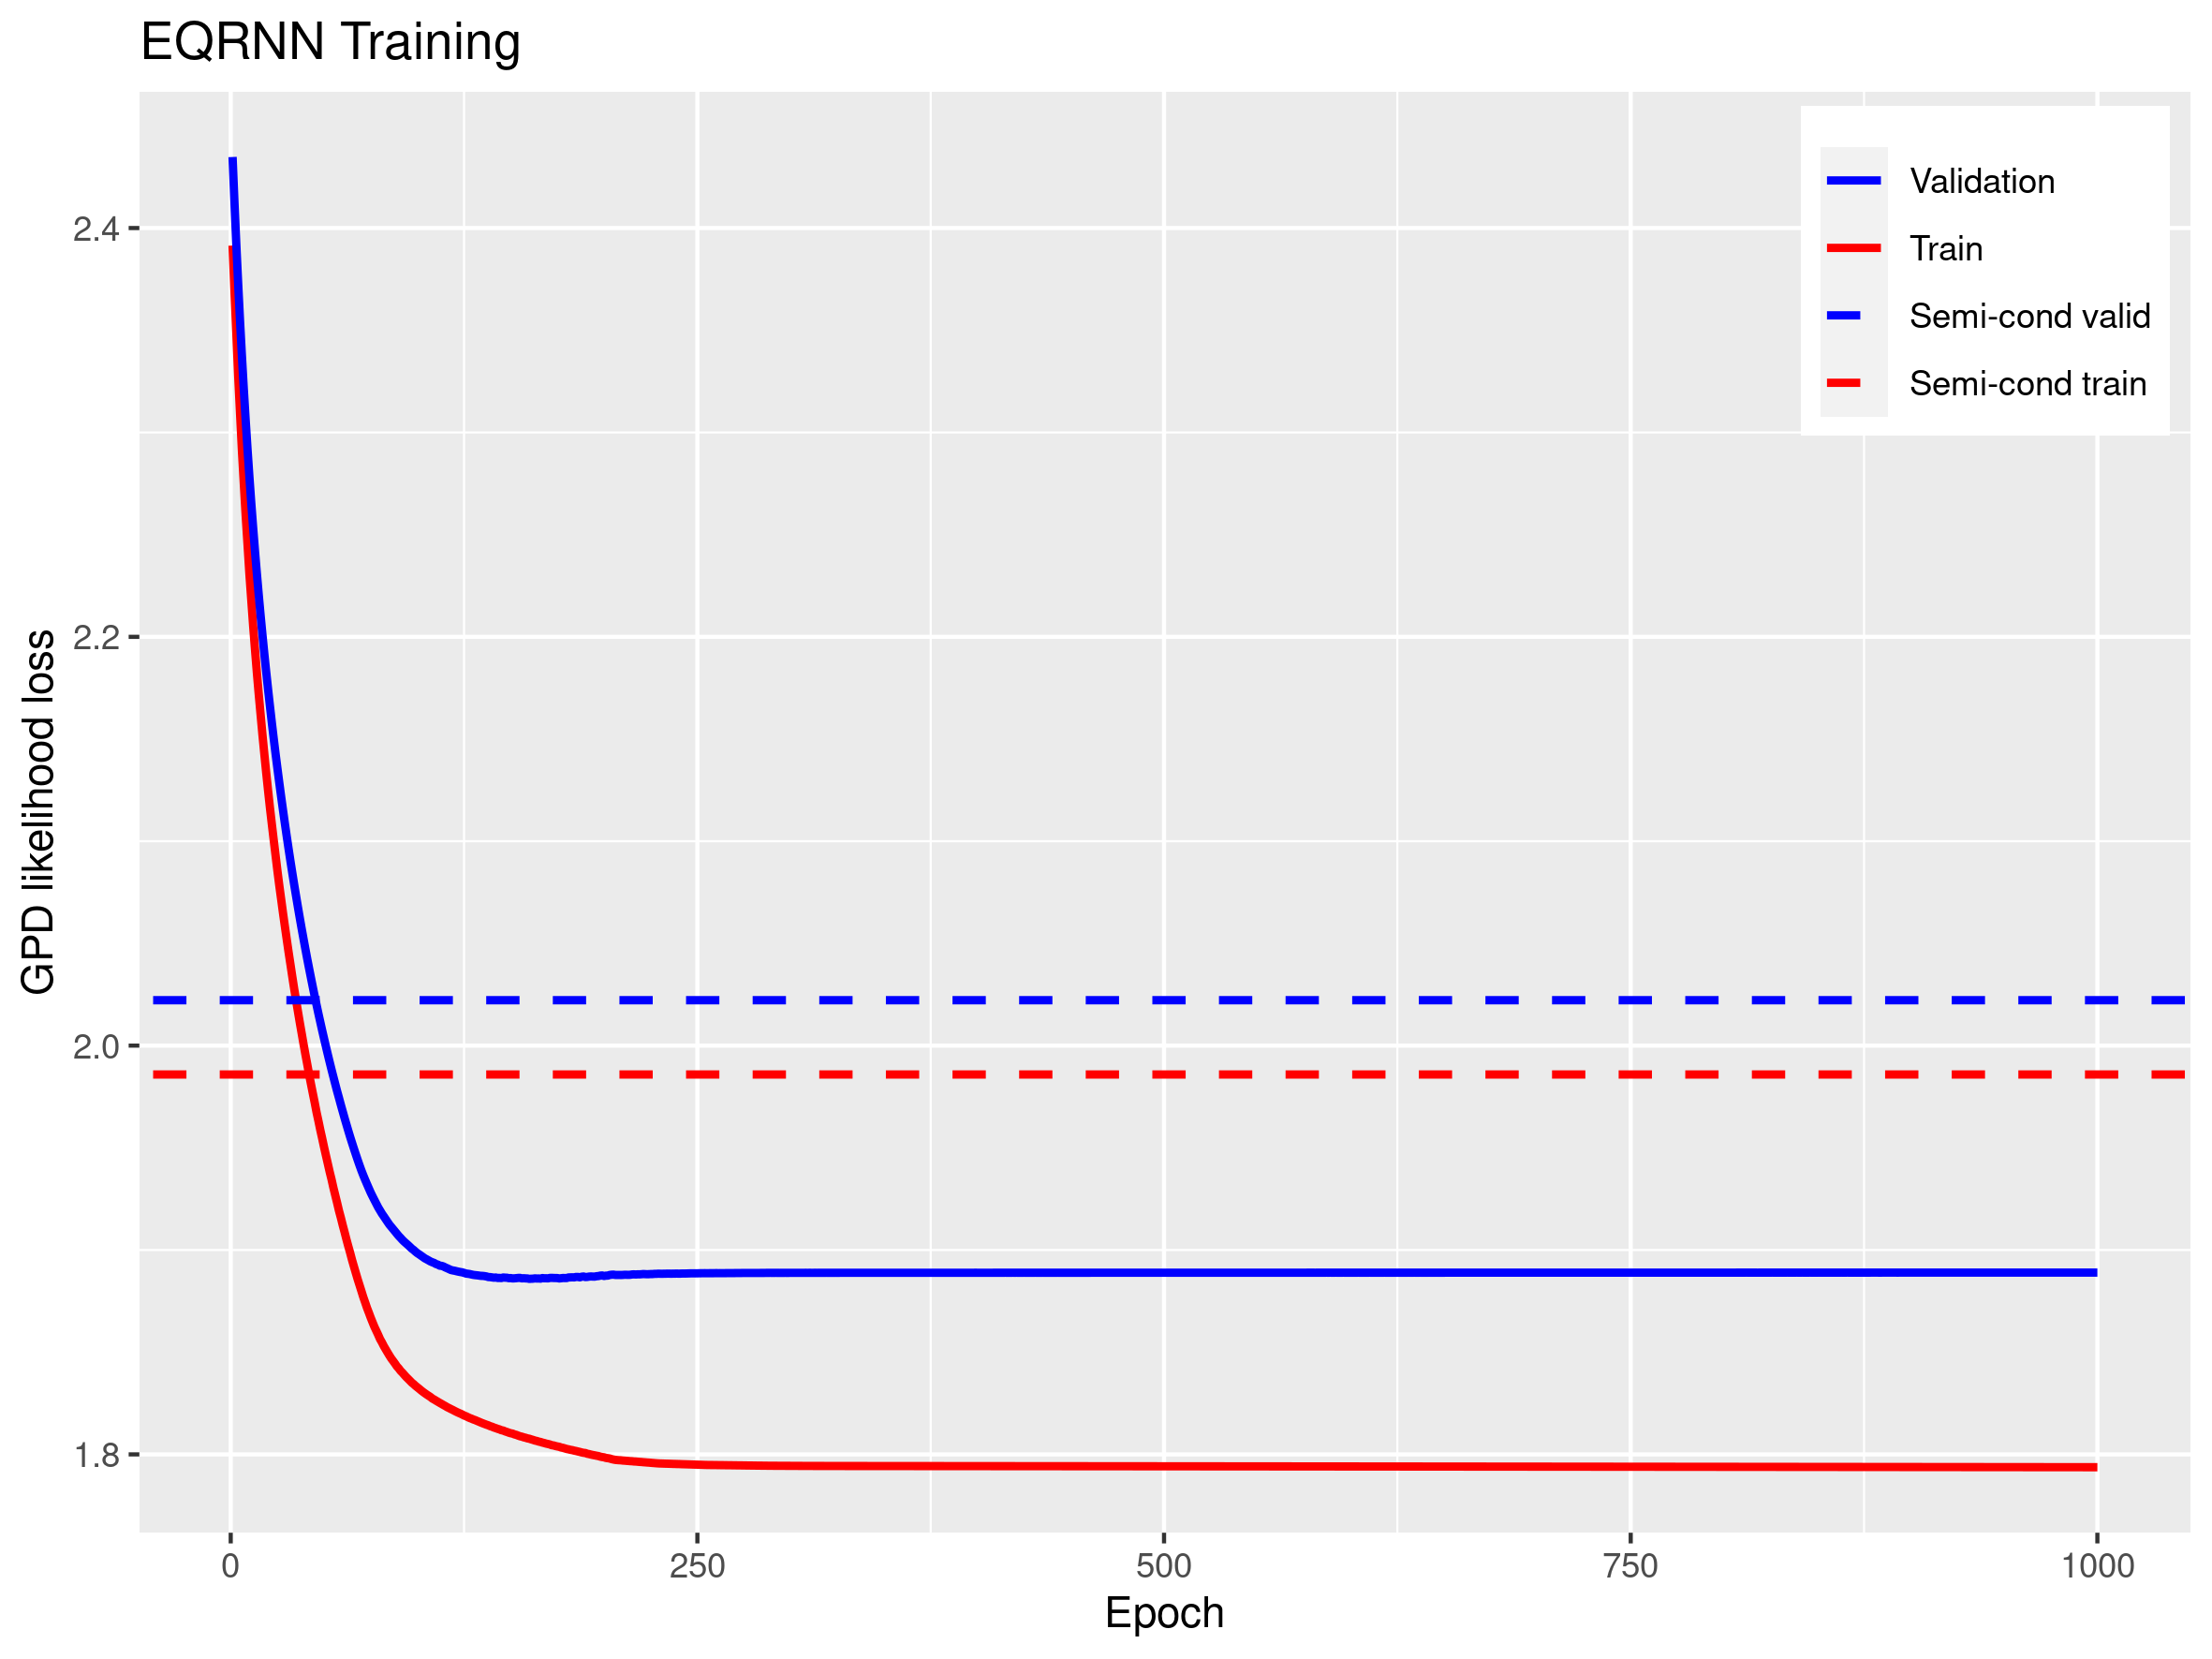 EQRNN Training
Validation
Train
Semi-cond valid
Semi-cond train
GPD likelihood loss
2.4
2.2
2.0
1.8
0 250 500 750 1000
Epoch